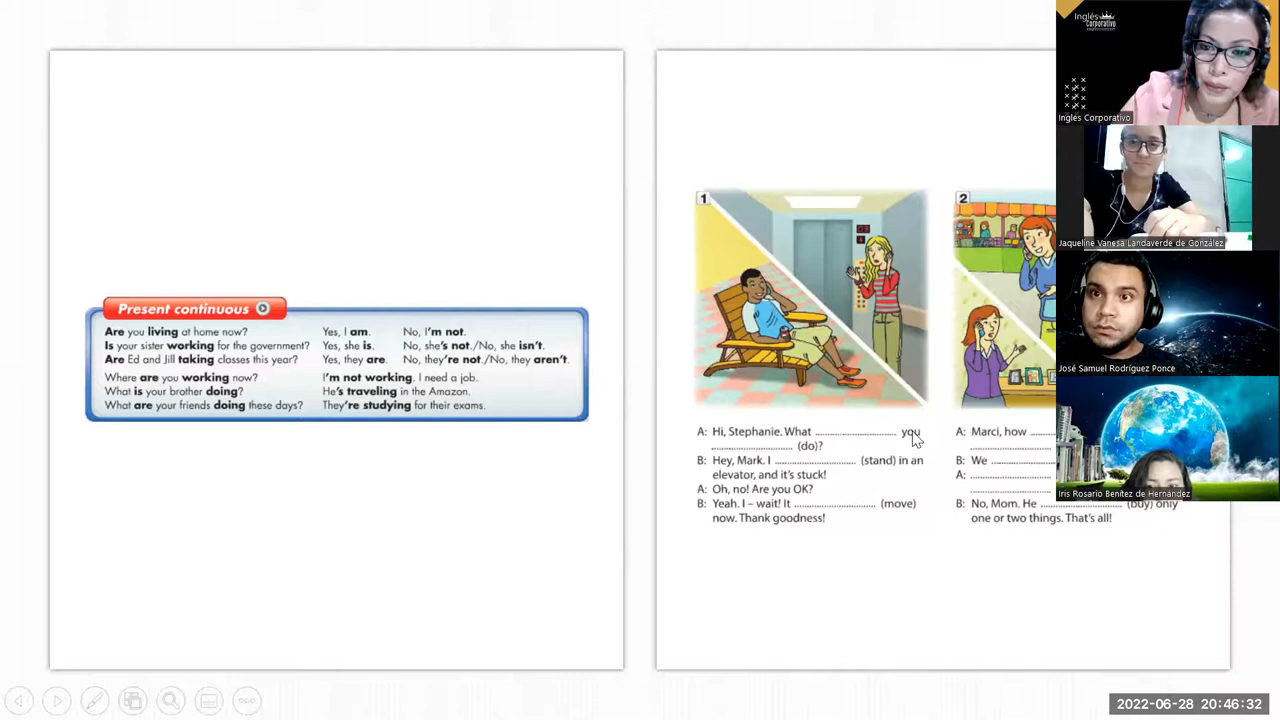 Present continuous
Are you living at home now? Yes, I am. No, I'm not.
Is your sister working for the government? Yes, she is. No, she's not./No, she isn't.
Are Ed and Jill taking classes this year? Yes, they are. No, they're not./No, they aren't.
Where are you working now? I'm not working. I need a job.
What is your brother doing? He's traveling in the Amazon.
What are your friends doing these days? They're studying for their exams.
1
A: Hi, Stephanie. What ........................ you
........................ (do)?
B: Hey, Mark. I ........................ (stand) in an
elevator, and it's stuck!
A: Oh, no! Are you OK?
B: Yeah. I – wait! It ........................ (move)
now. Thank goodness!
2
A: Marci, how ........
........................
B: We ........................
A: ........................
........................
B: No, Mom. He ........................ (buy) only
one or two things. That's all!
Inglés
Corporativo
Inglés Corporativo
Jaqueline Vanesa Landaverde de González
José Samuel Rodríguez Ponce
Iris Rosario Benítez de Hernández
2022-06-28 20:46:32